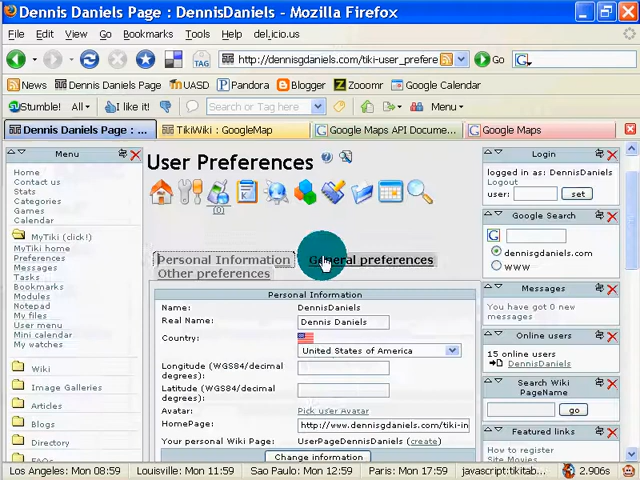 Dennis Daniels Page : DennisDaniels - Mozilla Firefox
File Edit View Go Bookmarks Tools Help del.icio.us
TAG http://dennisgdaniels.com/tiki-user_prefere Go G
News Dennis Daniels Page UASD Pandora Blogger Zooomr Google Calendar
Stumble! All I like it! Search or Tag here Menu
Dennis Daniels Page : ... TikiWiki : GoogleMap Google Maps API Docume... Google Maps
Menu
Home
Contact us
Stats
Categories
Games
Calendar
MyTiki (click!)
MyTiki home
Preferences
Messages
Tasks
Bookmarks
Modules
Notepad
My files
User menu
Mini calendar
My watches
Wiki
Image Galleries
Articles
Blogs
Directory
FAQs
User Preferences
Personal Information General preferences
Other preferences
Personal Information
Name: DennisDaniels
Real Name: Dennis Daniels
Country:
United States of America
Longitude (WGS84/decimal
degrees):
Latitude (WGS84/decimal
degrees):
Avatar: Pick user Avatar
HomePage: http://www.dennisgdaniels.com/tiki-in
Your personal Wiki Page: UserPageDennisDaniels (create)
Change information
Login
logged in as: DennisDaniels
Logout
user: set
Google Search
G
dennisgdaniels.com
www
Messages
You have 0 new
messages
Online users
15 online users
DennisDaniels
Search Wiki
PageName
go
Featured links
How to register
Site Movies
Los Angeles: Mon 08:59 Louisville: Mon 11:59 Sao Paulo: Mon 12:59 Paris: Mon 17:59 javascript:tikitab... 2.906s